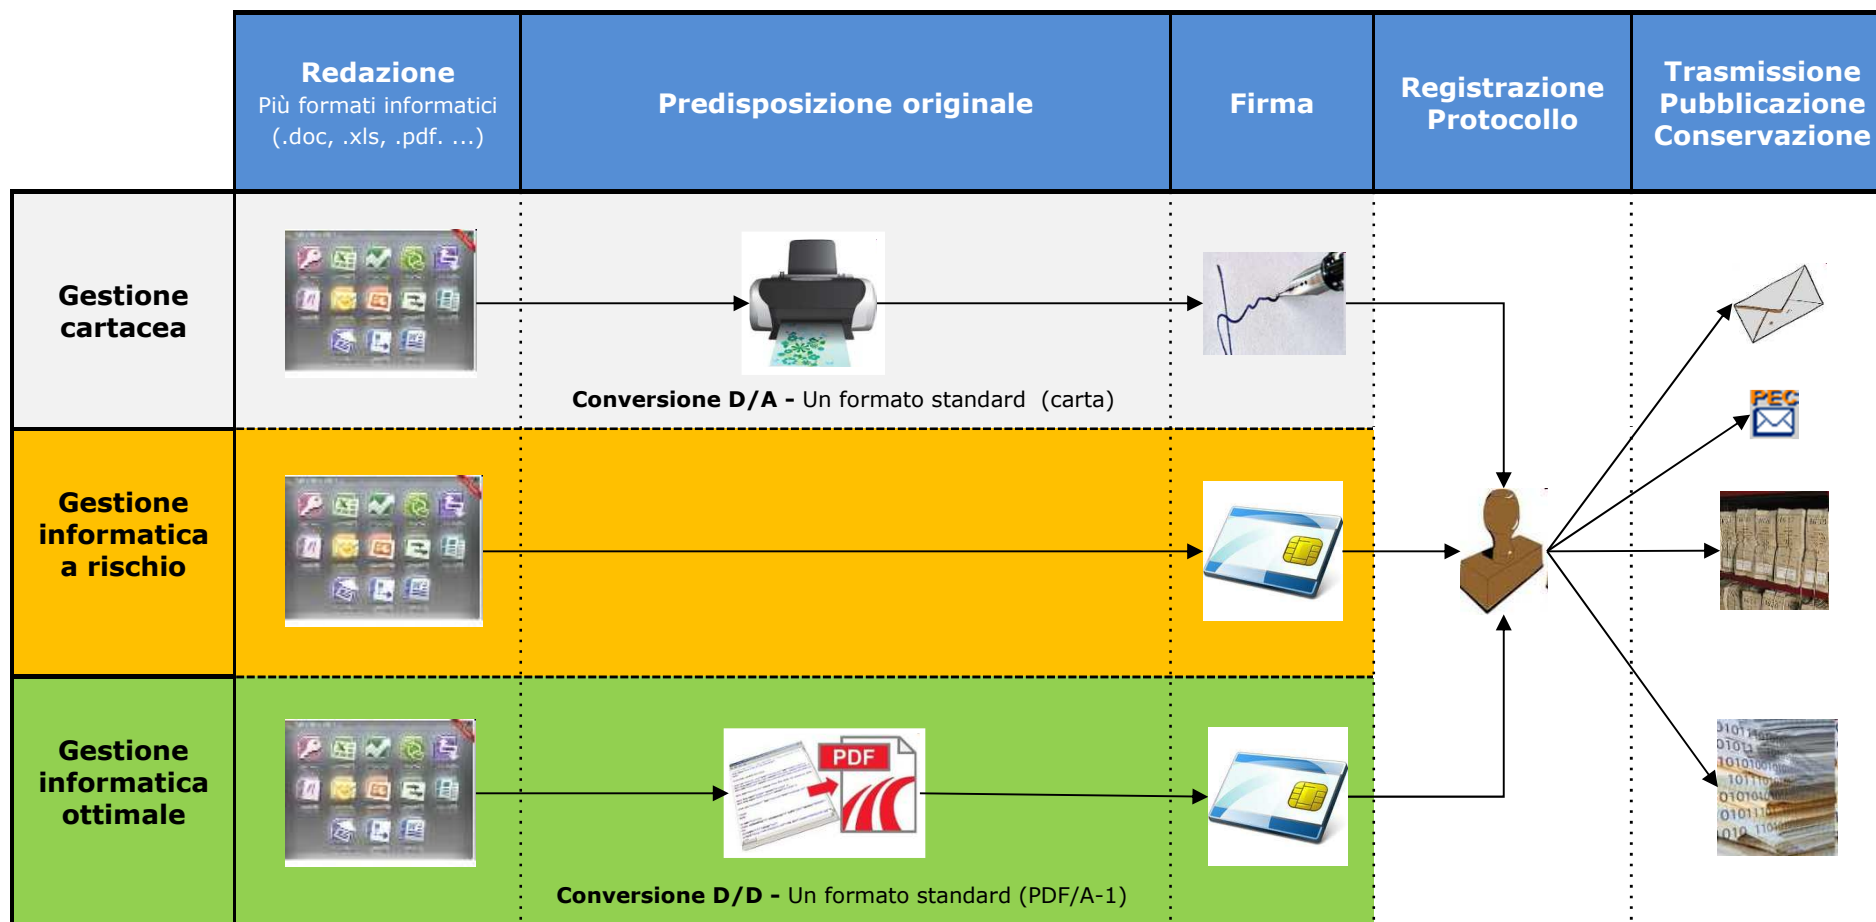 Redazione
Più formati informatici
(.doc, .xls, .pdf. ...)
Predisposizione originale
Firma
Registrazione
Protocollo
Trasmissione
Pubblicazione
Conservazione
Gestione
cartacea
Conversione D/A - Un formato standard (carta)
PEC
Gestione
informatica
a rischio
Gestione
informatica
ottimale
PDF
Conversione D/D - Un formato standard (PDF/A-1)